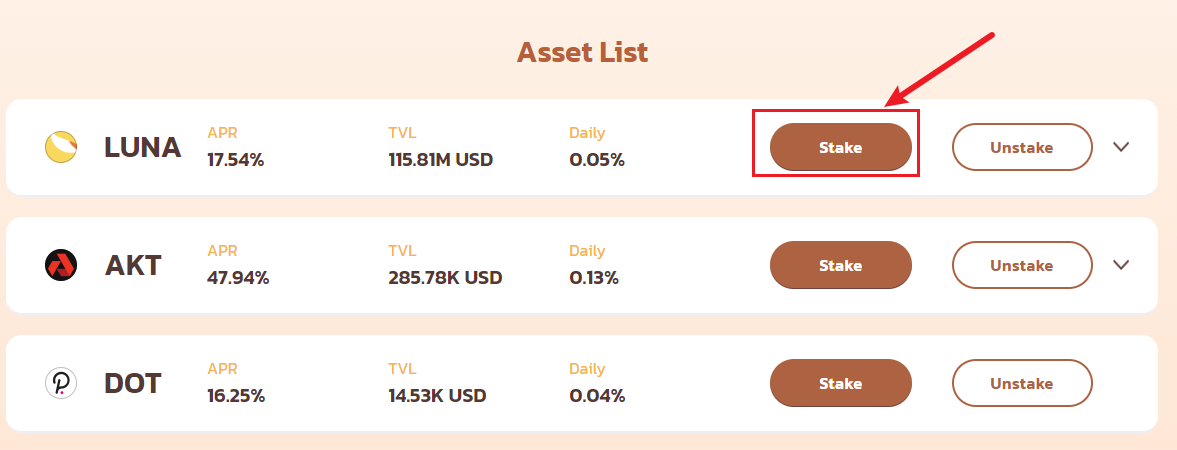 Asset List
LUNA
APR
17.54%
TVL
115.81M USD
Daily
0.05%
Stake
Unstake
AKT
APR
47.94%
TVL
285.78K USD
Daily
0.13%
Stake
Unstake
DOT
APR
16.25%
TVL
14.53K USD
Daily
0.04%
Stake
Unstake